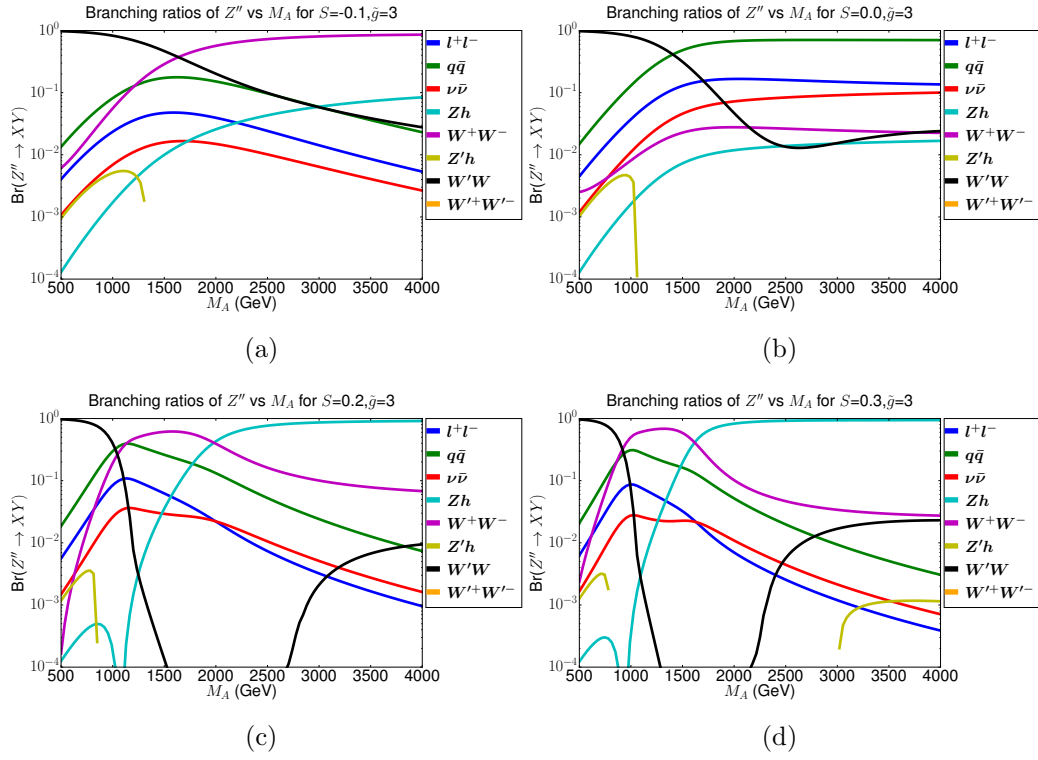 Branching ratios of Z″ vs M_A for S=-0.1,g̃=3
Br(Z″ → XY)
10^0
10^−1
10^−2
10^−3
10^−4
500 1000 1500 2000 2500 3000 3500 4000
M_A (GeV)
l⁺l⁻
qq̄
νν̄
Zh
W⁺W⁻
Z′h
W′W
W′⁺W′⁻
(a)
Branching ratios of Z″ vs M_A for S=0.0,g̃=3
Br(Z″ → XY)
10^0
10^−1
10^−2
10^−3
10^−4
500 1000 1500 2000 2500 3000 3500 4000
M_A (GeV)
l⁺l⁻
qq̄
νν̄
Zh
W⁺W⁻
Z′h
W′W
W′⁺W′⁻
(b)
Branching ratios of Z″ vs M_A for S=0.2,g̃=3
Br(Z″ → XY)
10^0
10^−1
10^−2
10^−3
10^−4
500 1000 1500 2000 2500 3000 3500 4000
M_A (GeV)
l⁺l⁻
qq̄
νν̄
Zh
W⁺W⁻
Z′h
W′W
W′⁺W′⁻
(c)
Branching ratios of Z″ vs M_A for S=0.3,g̃=3
Br(Z″ → XY)
10^0
10^−1
10^−2
10^−3
10^−4
500 1000 1500 2000 2500 3000 3500 4000
M_A (GeV)
l⁺l⁻
qq̄
νν̄
Zh
W⁺W⁻
Z′h
W′W
W′⁺W′⁻
(d)